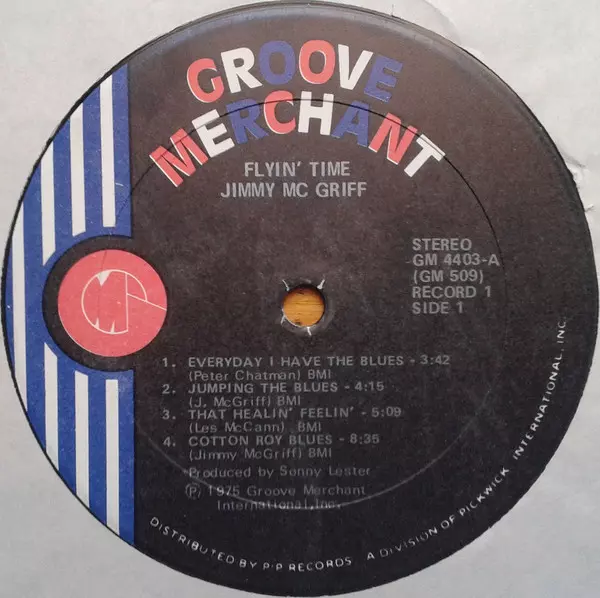 GROOVE
MERCHANT
FLYIN' TIME
JIMMY MC GRIFF
STEREO
GM 4403-A
(GM 509)
RECORD 1
SIDE 1
1. EVERYDAY I HAVE THE BLUES - 3:42
(Peter Chatman) BMI
2. JUMPING THE BLUES - 4:15
(J. McGriff) BMI
3. THAT HEALIN' FEELIN' - 5:09
(Les McCann) BMI
4. COTTON ROY BLUES - 8:35
(Jimmy McGriff) BMI
Produced by Sonny Lester
Ⓟ 1975 Groove Merchant
International, Inc.
DISTRIBUTED BY PIP RECORDS. A DIVISION OF PICKWICK INTERNATIONAL, INC.